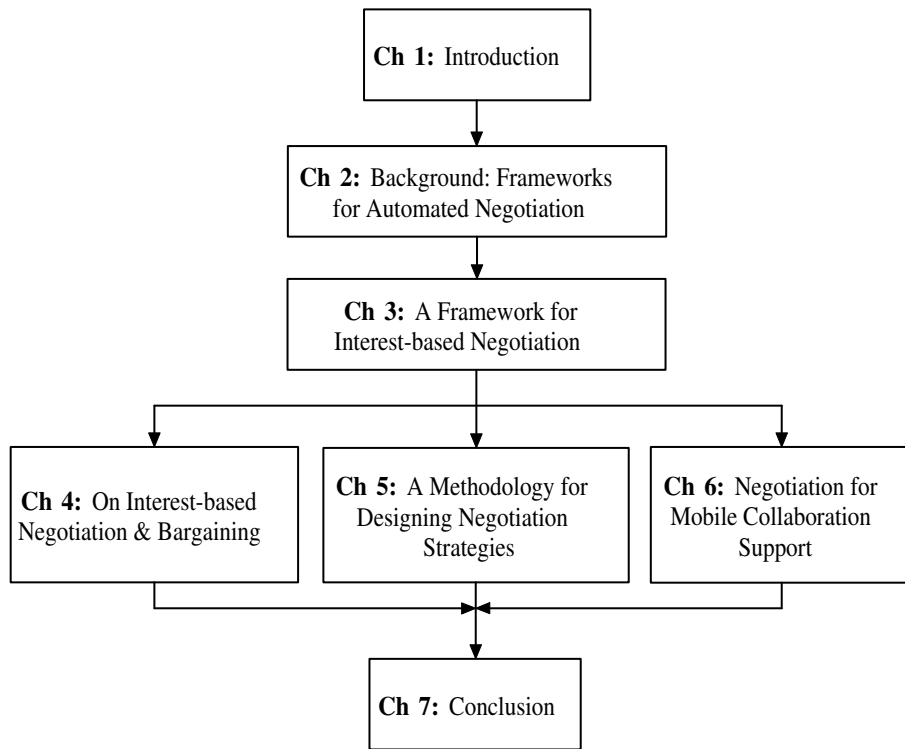 Ch 1: Introduction
Ch 2: Background: Frameworks
for Automated Negotiation
Ch 3: A Framework for
Interest-based Negotiation
Ch 4: On Interest-based
Negotiation & Bargaining
Ch 5: A Methodology for
Designing Negotiation
Strategies
Ch 6: Negotiation for
Mobile Collaboration
Support
Ch 7: Conclusion